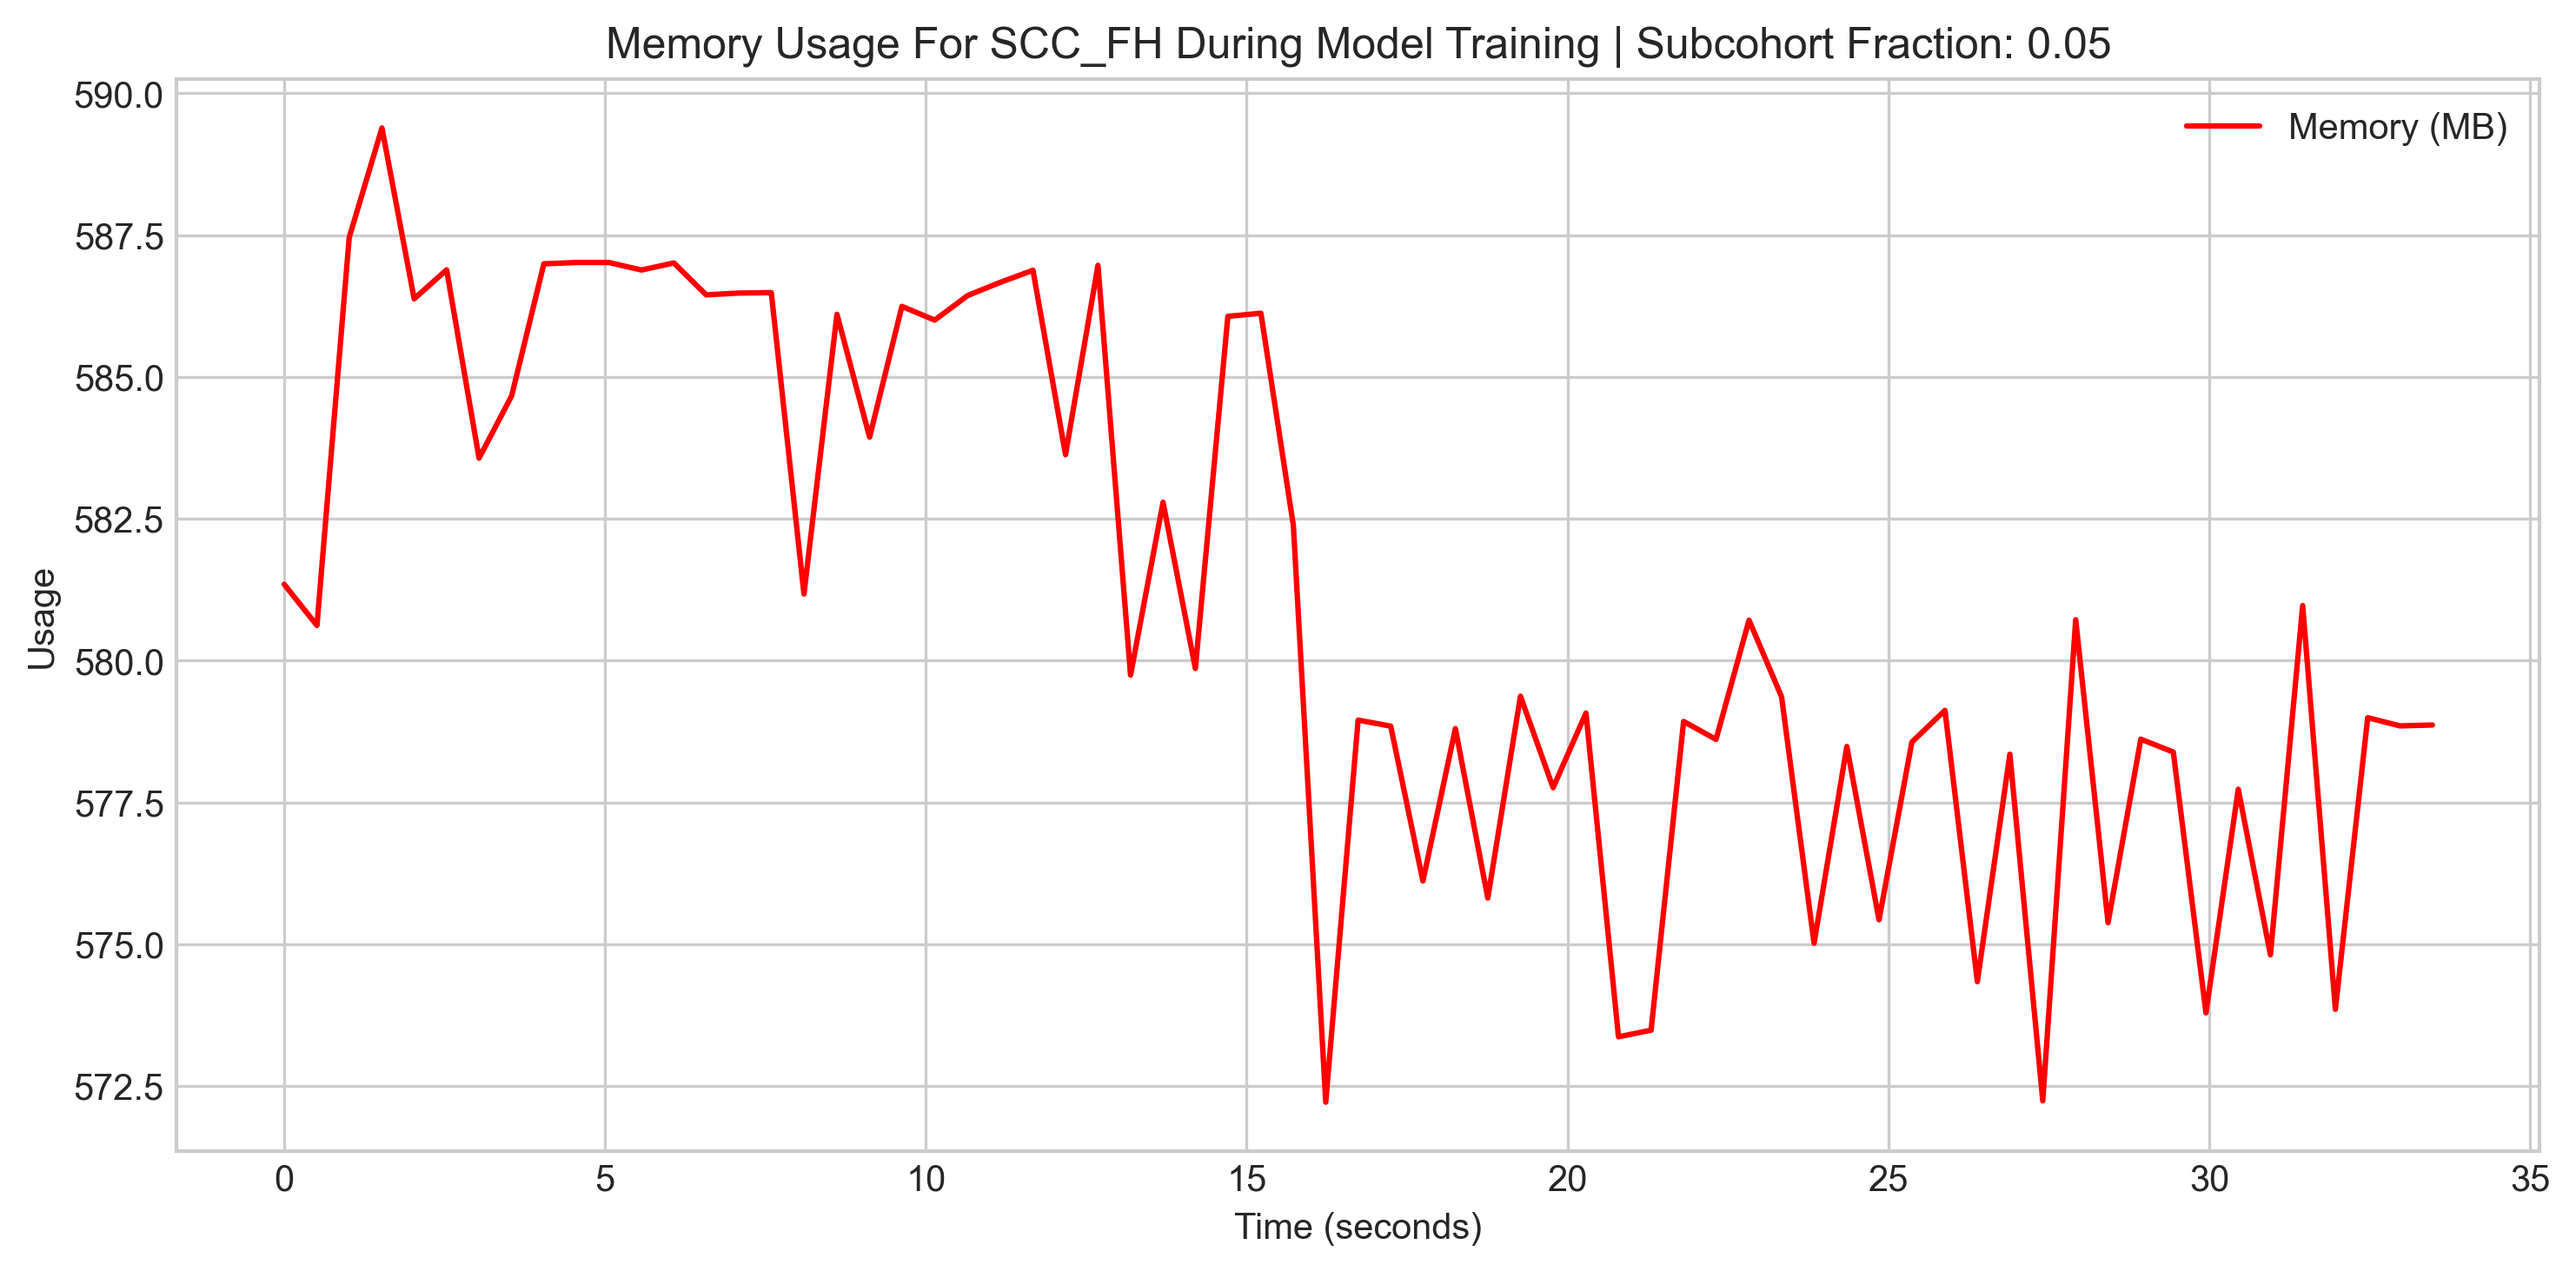 Memory Usage For SCC_FH During Model Training | Subcohort Fraction: 0.05
Memory (MB)
Usage
590.0
587.5
585.0
582.5
580.0
577.5
575.0
572.5
0 5 10 15 20 25 30 35
Time (seconds)